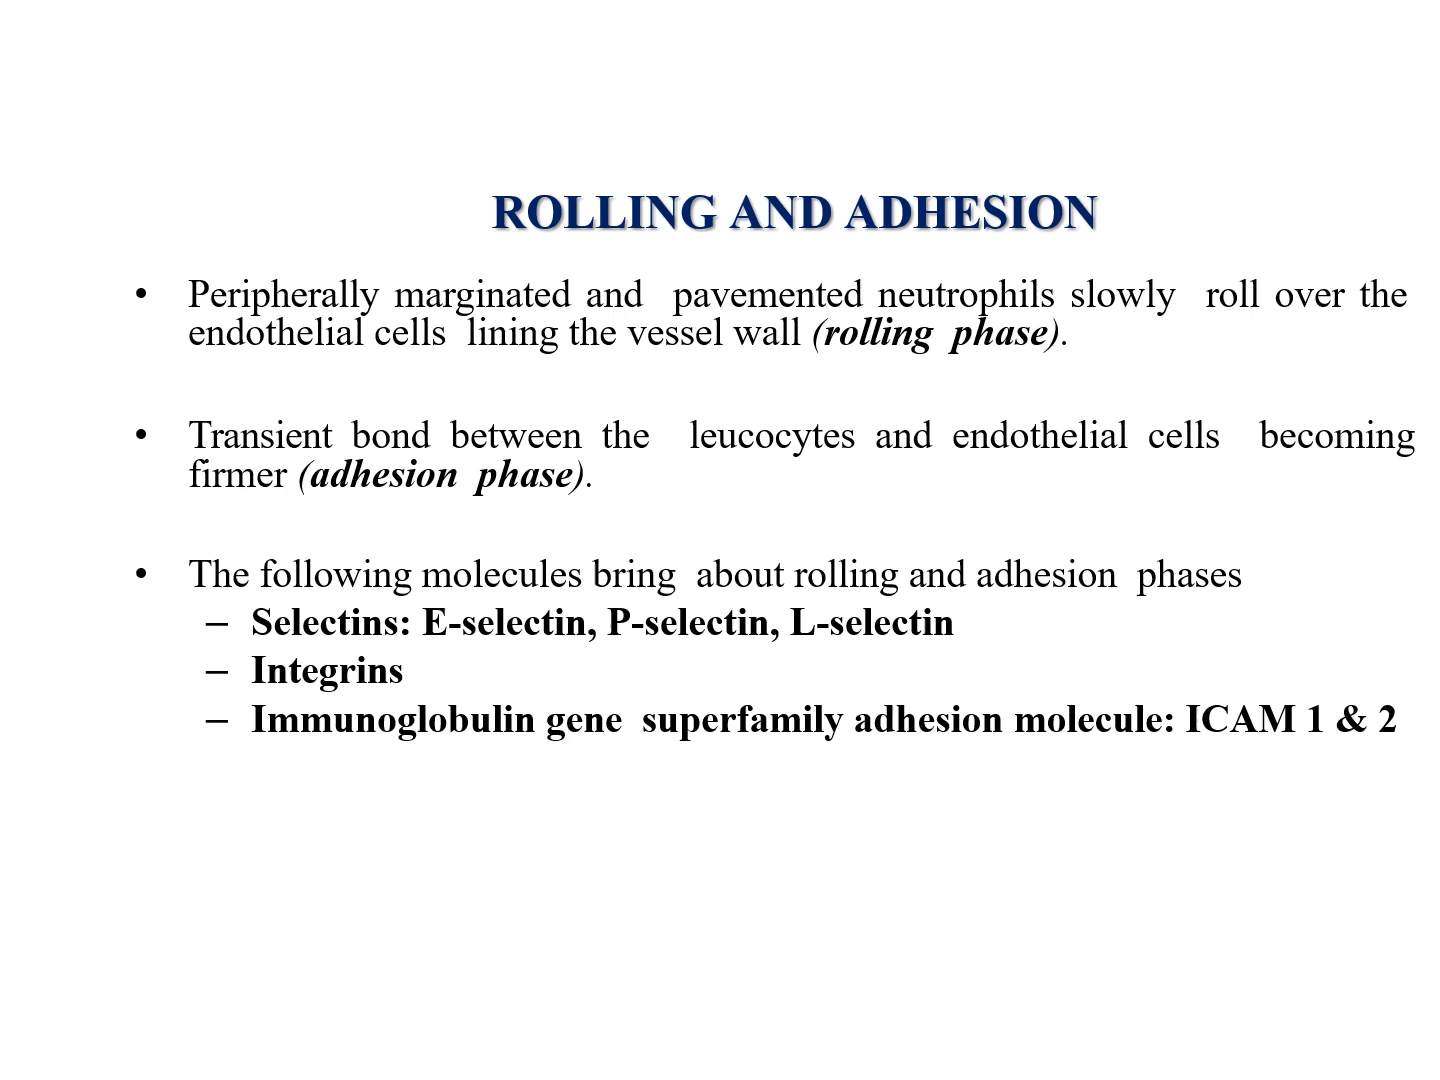 ROLLING AND ADHESION
• Peripherally marginated and pavemented neutrophils slowly roll over the
endothelial cells lining the vessel wall (rolling phase).
• Transient bond between the leucocytes and endothelial cells becoming
firmer (adhesion phase).
• The following molecules bring about rolling and adhesion phases
– Selectins: E-selectin, P-selectin, L-selectin
– Integrins
– Immunoglobulin gene superfamily adhesion molecule: ICAM 1 & 2